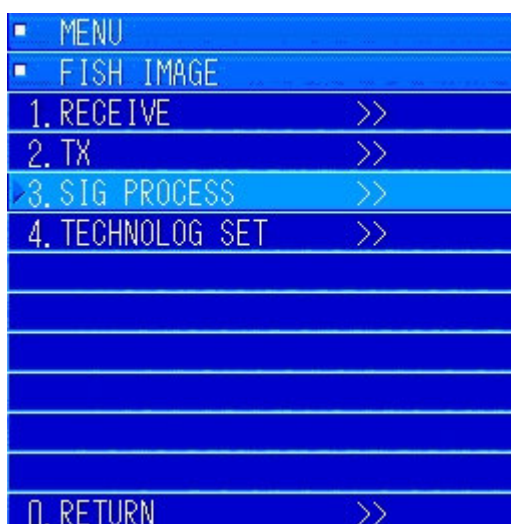 MENU
FISH IMAGE
1.RECEIVE >>
2.TX >>
3.SIG PROCESS >>
4.TECHNOLOG SET >>
0.RETURN >>